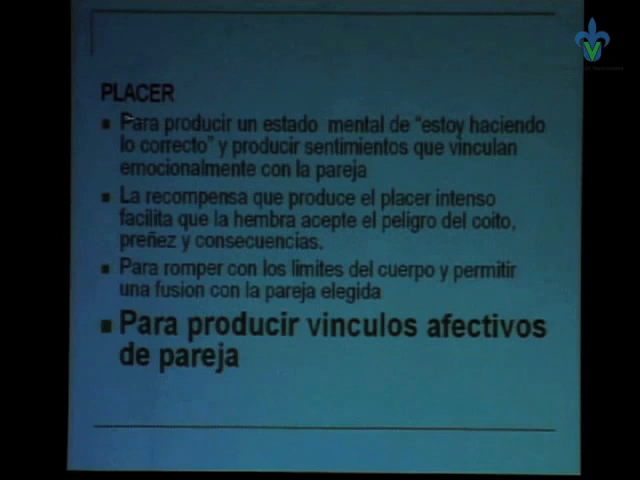 PLACER
Para producir un estado mental de "estoy haciendo
lo correto" y producir sentimientos que vinculan
emocionalmente con la pareja
La recompensa que produce el placer intenso
facilita que la hembra acepte el peligro del coito,
preñez y consecuencias.
Para romper con los limites del cuerpo y permitir
una fusion con la pareja elegida
Para producir vinculos afectivos
de pareja